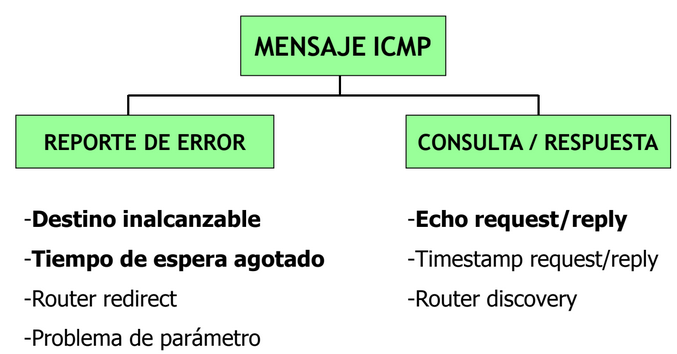 MENSAJE ICMP
REPORTE DE ERROR
CONSULTA / RESPUESTA
-Destino inalcanzable
-Tiempo de espera agotado
-Router redirect
-Problema de parámetro
-Echo request/reply
-Timestamp request/reply
-Router discovery